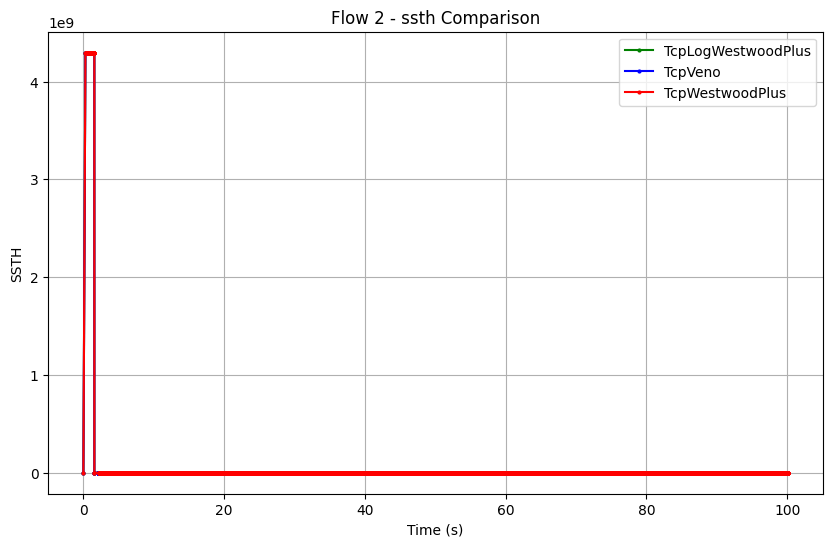 Flow 2 - ssth Comparison
1e9
TcpLogWestwoodPlus
TcpVeno
TcpWestwoodPlus
4
3
2
1
0
SSTH
0 20 40 60 80 100
Time (s)